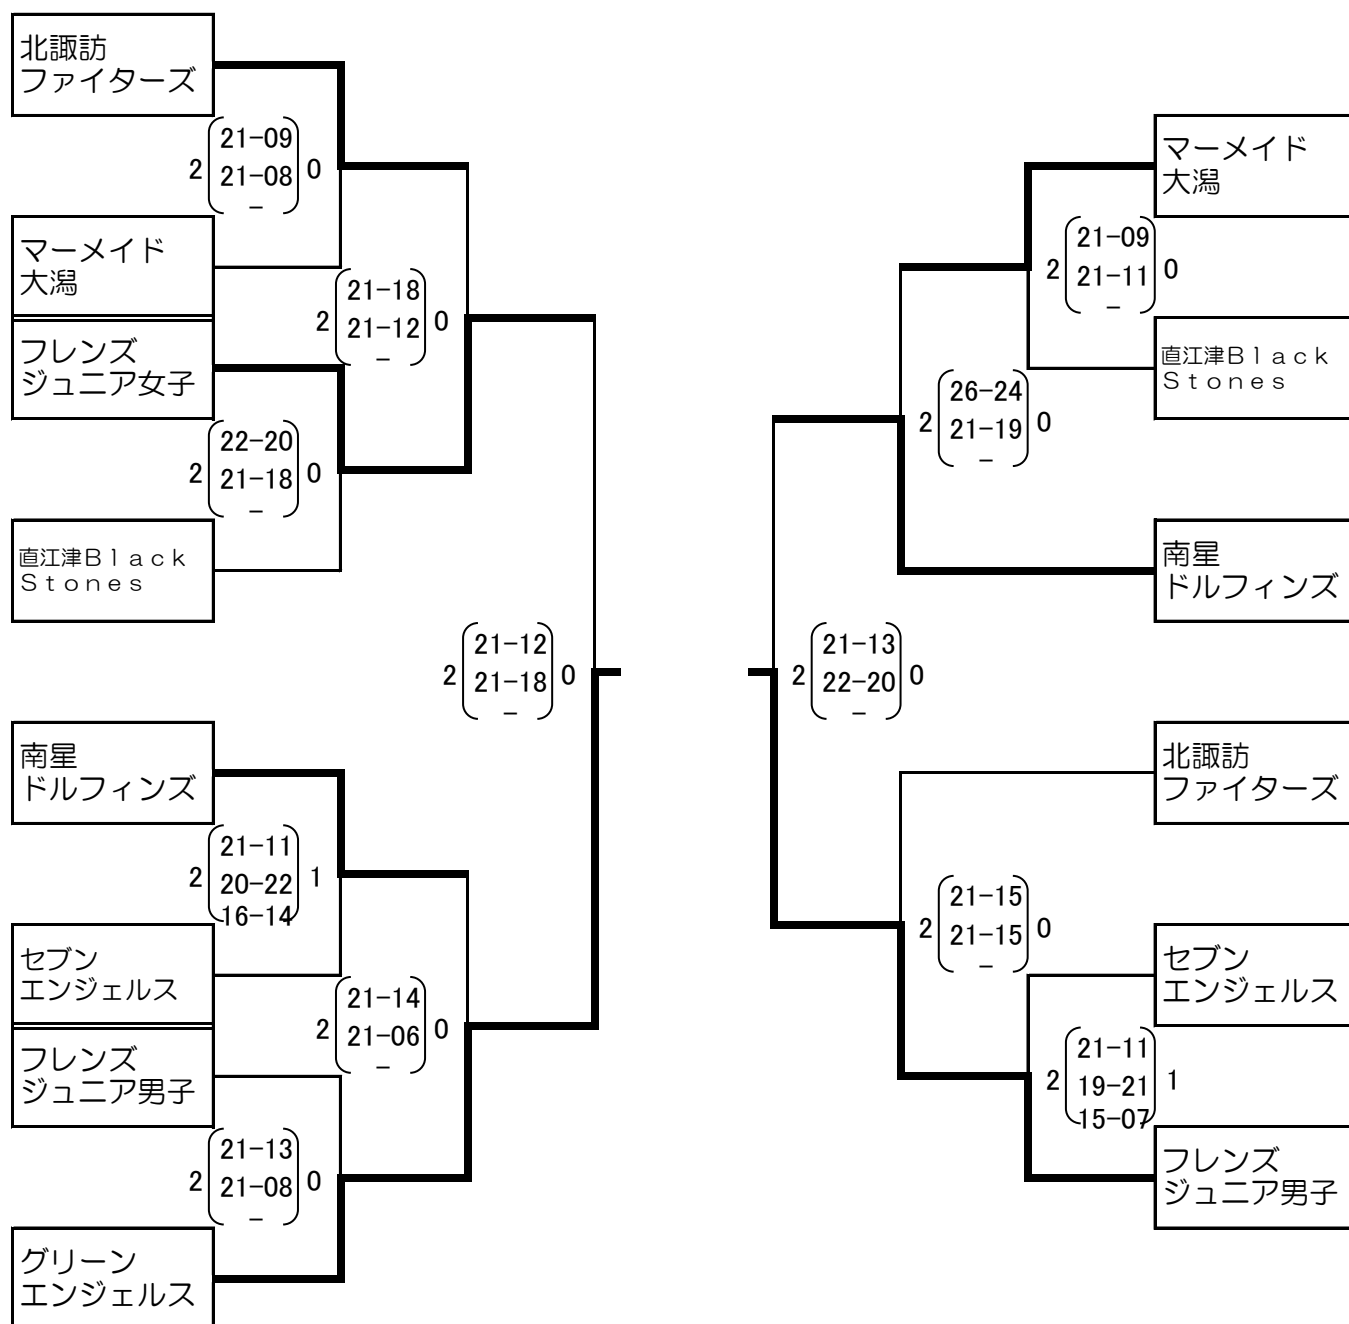 北諏訪
ファイターズ
21-09
2 21-08 0
-
マーメイド
大潟
21-18
2 21-12 0
-
フレンズ
ジュニア女子
22-20
2 21-18 0
-
直江津Black
Stones
21-12
2 21-18 0
-
南星
ドルフィンズ
21-11
2 20-22 1
16-14
セブン
エンジェルス
21-14
2 21-06 0
-
フレンズ
ジュニア男子
21-13
2 21-08 0
-
グリーン
エンジェルス
マーメイド
大潟
21-09
2 21-11 0
-
直江津Black
Stones
26-24
2 21-19 0
-
南星
ドルフィンズ
21-13
2 22-20 0
-
北諏訪
ファイターズ
21-15
2 21-15 0
-
セブン
エンジェルス
21-11
2 19-21 1
15-07
フレンズ
ジュニア男子